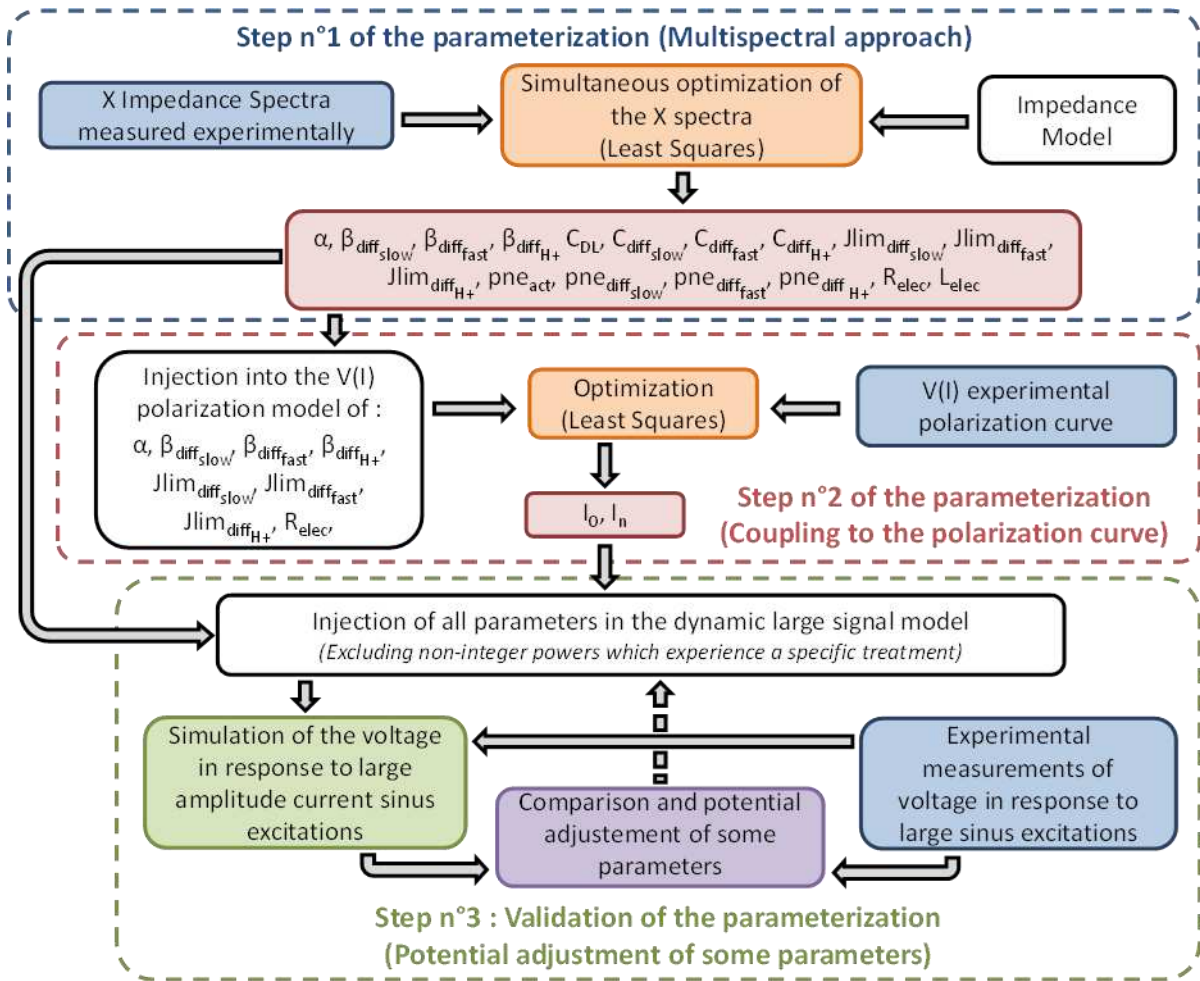 Step n°1 of the parameterization (Multispectral approach)
X Impedance Spectra
measured experimentally
Simultaneous optimization of
the X spectra
(Least Squares)
Impedance
Model
α, βdiffslow, βdifffast, βdiffH+ CDL, Cdiffslow, Cdifffast, CdiffH+, Jlimdiffslow, Jlimdifffast,
JlimdiffH+, pneact, pnediffslow, pnedifffast, pnediff H+, Relec, Lelec
Injection into the V(I)
polarization model of :
α, βdiffslow, βdifffast, βdiffH+,
Jlimdiffslow, Jlimdifffast,
JlimdiffH+, Relec,
Optimization
(Least Squares)
V(I) experimental
polarization curve
I0, In
Step n°2 of the parameterization
(Coupling to the polarization curve)
Injection of all parameters in the dynamic large signal model
(Excluding non-integer powers which experience a specific treatment)
Simulation of the voltage
in response to large
amplitude current sinus
excitations
Comparison and potential
adjustement of some
parameters
Experimental
measurements of
voltage in response to
large sinus excitations
Step n°3 : Validation of the parameterization
(Potential adjustment of some parameters)